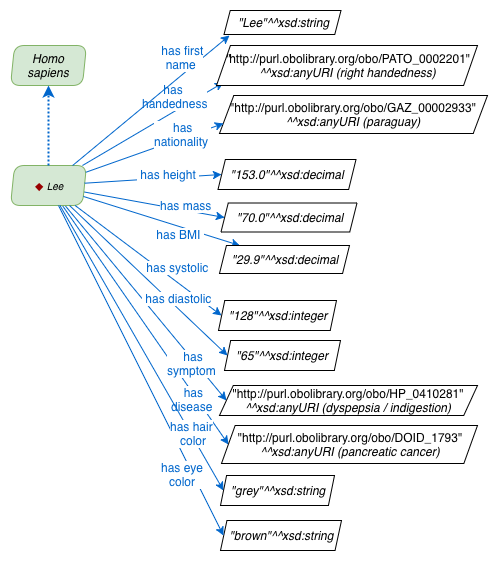 Homo
sapiens
Lee
has first
name
"Lee"^^xsd:string
has
handedness
"http://purl.obolibrary.org/obo/PATO_0002201"
^^xsd:anyURI (right handedness)
has
nationality
"http://purl.obolibrary.org/obo/GAZ_00002933"
^^xsd:anyURI (paraguay)
has height
"153.0"^^xsd:decimal
has mass
"70.0"^^xsd:decimal
has BMI
"29.9"^^xsd:decimal
has systolic
"128"^^xsd:integer
has diastolic
"65"^^xsd:integer
has
symptom
"http://purl.obolibrary.org/obo/HP_0410281"
^^xsd:anyURI (dyspepsia / indigestion)
has
disease
"http://purl.obolibrary.org/obo/DOID_1793"
^^xsd:anyURI (pancreatic cancer)
has hair
color
"grey"^^xsd:string
has eye
color
"brown"^^xsd:string